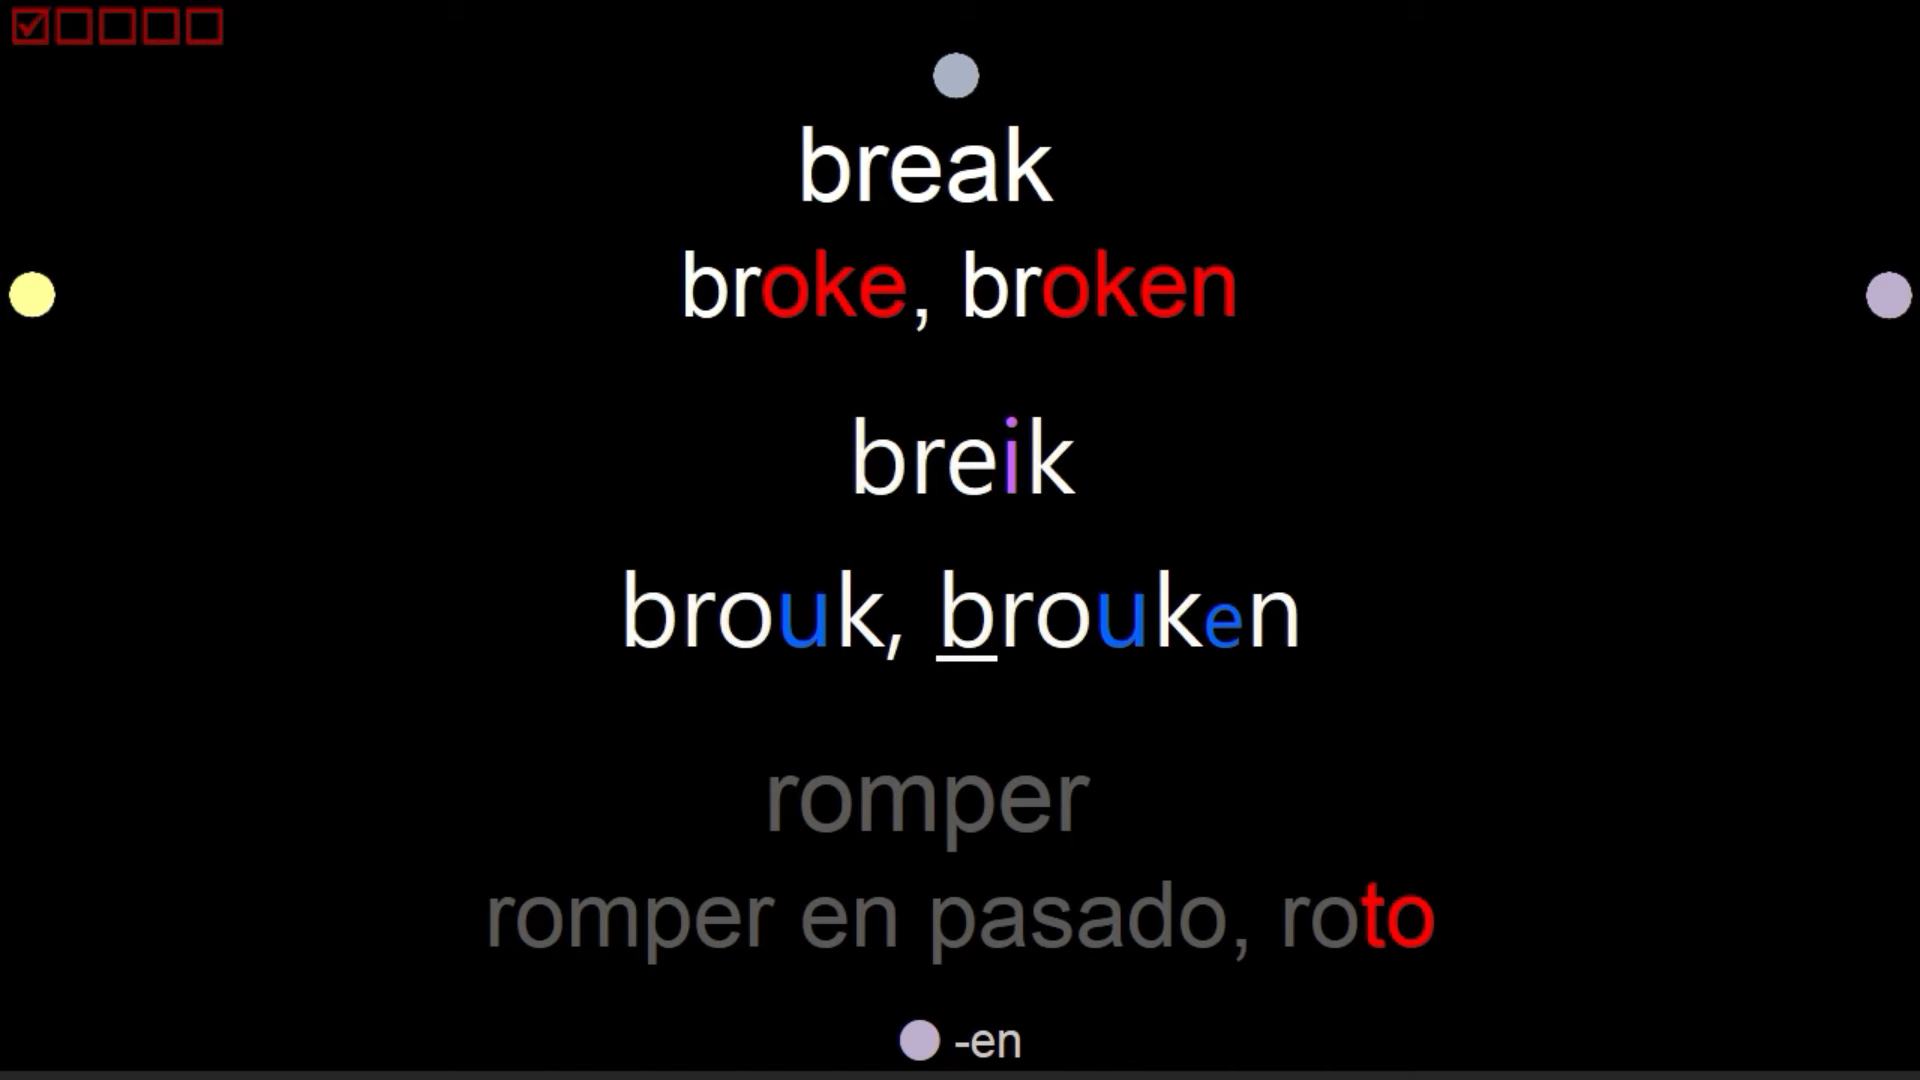 break
broke, broken
breik
brouk, brouken
romper
romper en pasado, roto
-en